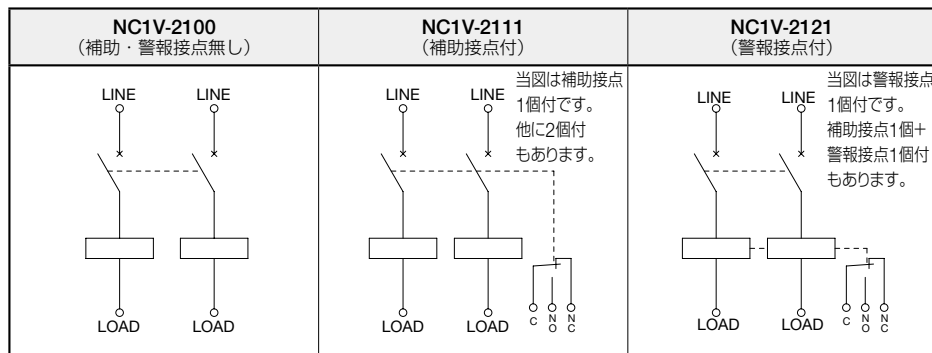 NC1V-2100
（補助・警報接点無し）
NC1V-2111
（補助接点付）
NC1V-2121
（警報接点付）
LINE
LINE
LOAD
LOAD
当図は補助接点
1個付です。
他に2個付
もあります。
LINE
LINE
LOAD
LOAD
C
NO
NC
当図は警報接点
1個付です。
補助接点1個＋
警報接点1個付
もあります。
LINE
LINE
LOAD
LOAD
C
NO
NC